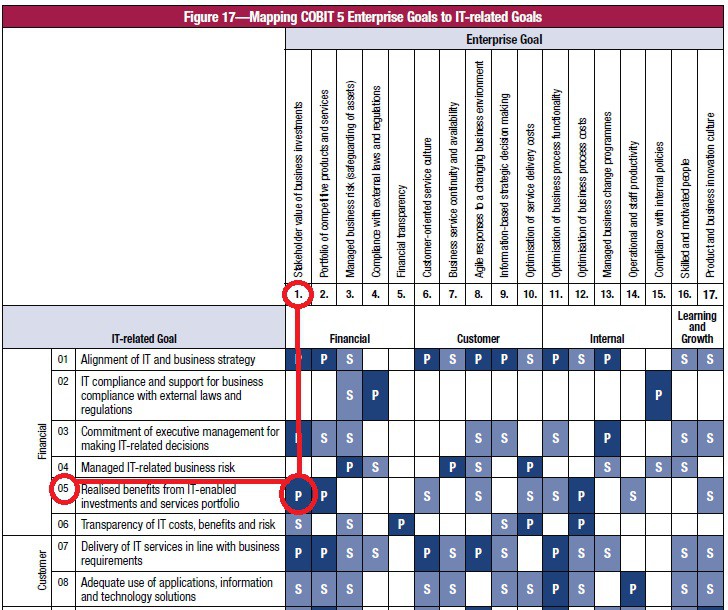 Figure 17—Mapping COBIT 5 Enterprise Goals to IT-related Goals
Enterprise Goal
Stakeholder value of business investments
Portfolio of competitive products and services
Managed business risk (safeguarding of assets)
Compliance with external laws and regulations
Financial transparency
Customer-oriented service culture
Business service continuity and availability
Agile responses to a changing business environment
Information-based strategic decision making
Optimisation of service delivery costs
Optimisation of business process functionality
Optimisation of business process costs
Managed business change programmes
Operational and staff productivity
Compliance with internal policies
Skilled and motivated people
Product and business innovation culture
1. 2. 3. 4. 5. 6. 7. 8. 9. 10. 11. 12. 13. 14. 15. 16. 17.
IT-related Goal Financial Customer Internal Learning and Growth
Financial
01 Alignment of IT and business strategy P P S P S P P S P S P S S
02 IT compliance and support for business
compliance with external laws and
regulations
S P P
03 Commitment of executive management for
making IT-related decisions
P S S S S S P S S
04 Managed IT-related business risk P S P S P S S S
05 Realised benefits from IT-enabled
investments and services portfolio
P P S S S S P S S
06 Transparency of IT costs, benefits and risk S S P S P P
Customer
07 Delivery of IT services in line with business
requirements
P P S S P S P S P S S S S
08 Adequate use of applications, information
and technology solutions
S S S S S S S P S P S S